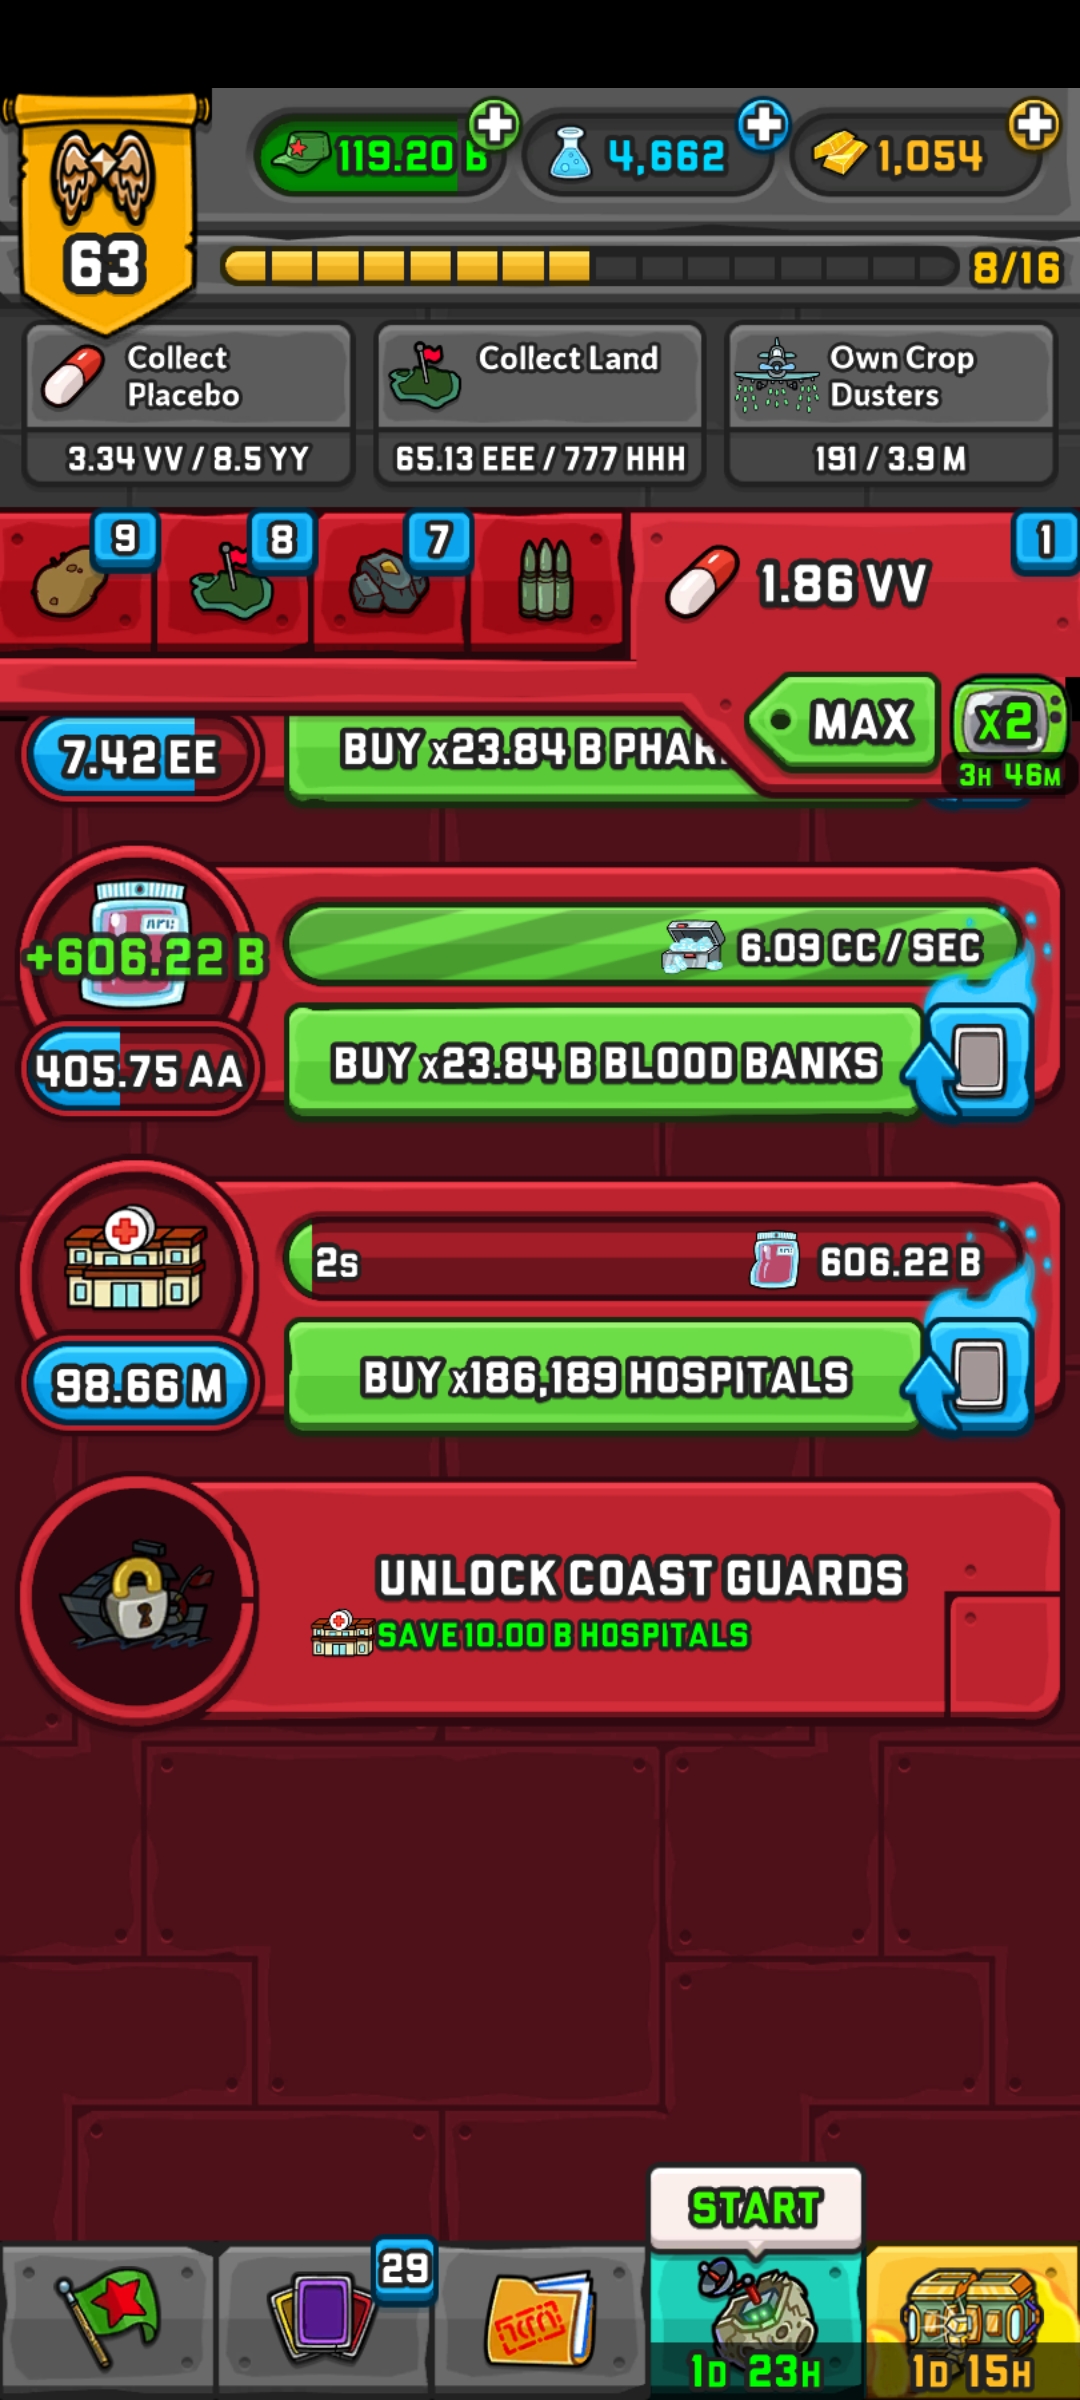 119.20 B
4,662
1,054
63
8/16
Collect
Placebo
3.34 VV / 8.5 YY
Collect Land
65.13 EEE / 777 HHH
Own Crop
Dusters
191 / 3.9 M
9
8
7
1.86 VV
1
MAX
x2
3H 46M
7.42 EE
BUY x23.84 B PHAR
+606.22 B
6.09 CC / SEC
405.75 AA
BUY x23.84 B BLOOD BANKS
2s
606.22 B
98.66 M
BUY x186,189 HOSPITALS
UNLOCK COAST GUARDS
SAVE 10.00 B HOSPITALS
START
29
1D 23H
1D 15H